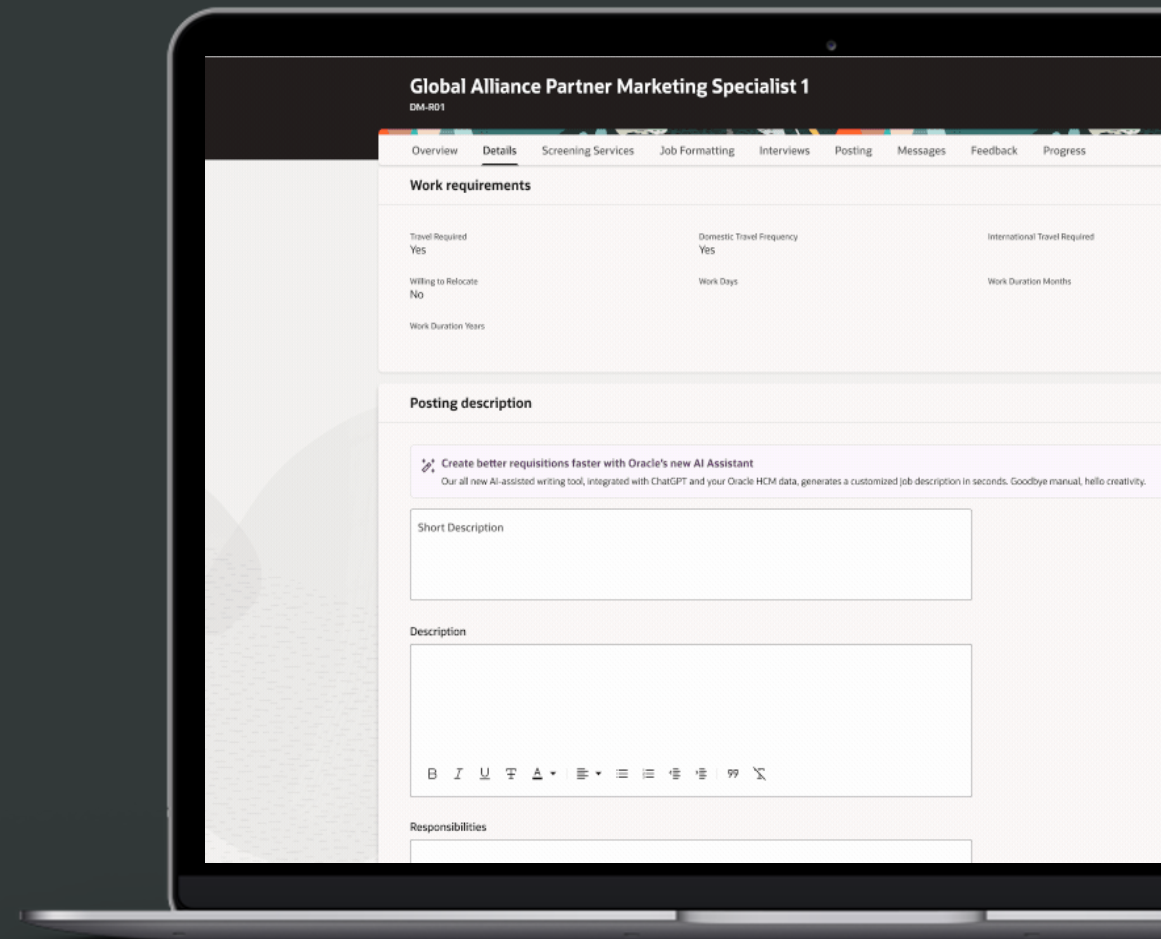 Global Alliance Partner Marketing Specialist 1
DM-R01
Overview Details Screening Services Job Formatting Interviews Posting Messages Feedback Progress
Work requirements
Travel Required Domestic Travel Frequency International Travel Required
Yes Yes
Willing to Relocate Work Days Work Duration Months
No
Work Duration Years
Posting description
Create better requisitions faster with Oracle's new AI Assistant
Our all new AI-assisted writing tool, integrated with ChatGPT and your Oracle HCM data, generates a customized job description in seconds. Goodbye manual, hello creativity.
Short Description
Description
B I U T A 99 T
Responsibilities